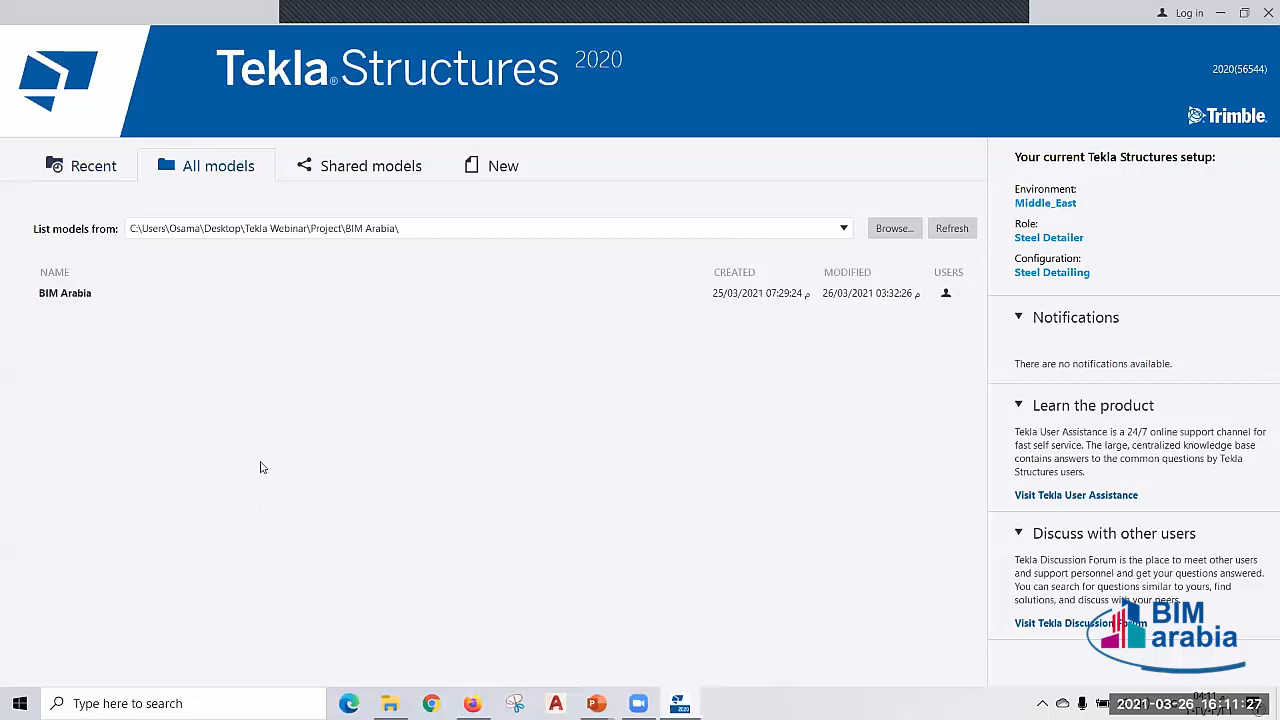 Log in
Tekla Structures 2020
2020(56544)
Trimble
Recent
All models
Shared models
New
List models from:
C:\Users\Osama\Desktop\Tekla Webinar\Project\BIM Arabia\
Browse...
Refresh
NAME
CREATED
MODIFIED
USERS
BIM Arabia
25/03/2021 07:29:24 م
26/03/2021 03:32:26 م
Your current Tekla Structures setup:
Environment:
Middle_East
Role:
Steel Detailer
Configuration:
Steel Detailing
Notifications
There are no notifications available.
Learn the product
Tekla User Assistance is a 24/7 online support channel for
fast self service. The large, centralized knowledge base
contains answers to the common questions by Tekla
Structures users.
Visit Tekla User Assistance
Discuss with other users
Tekla Discussion Forum is the place to meet other users
and support personnel and get your questions answered.
You can search for questions similar to yours, find
solutions, and discuss with your peers.
Visit Tekla Discussion Forum
BIM
arabia
Type here to search
2020
04:11 م
2021-03-26 16:11:27